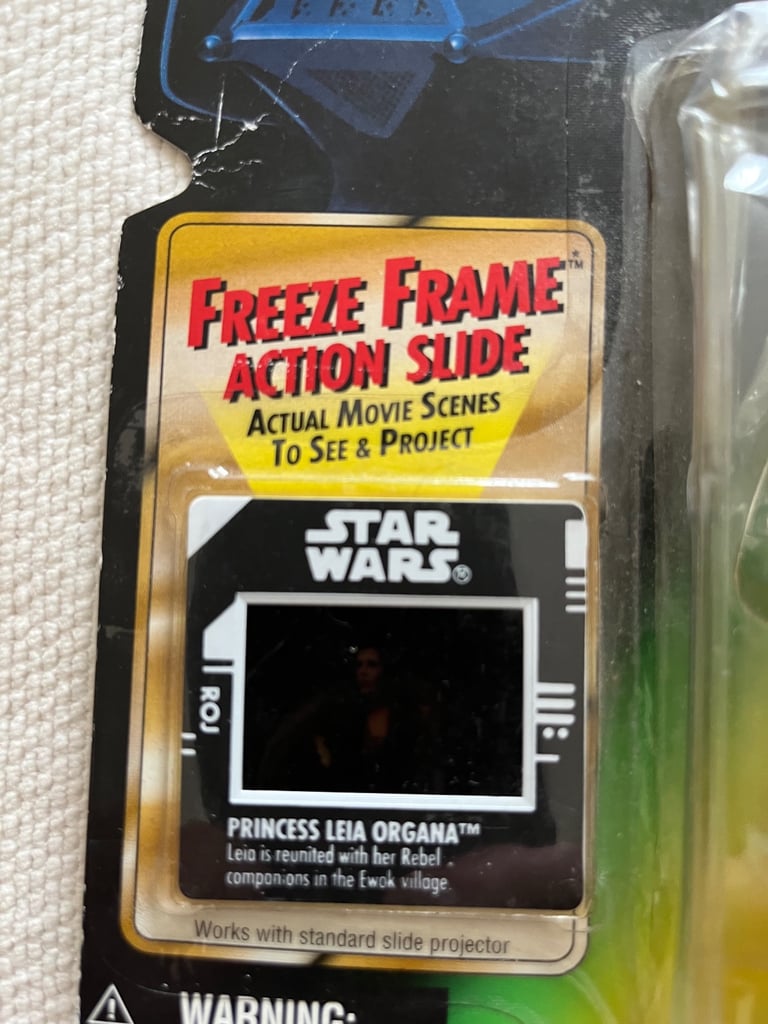 FREEZE FRAME™
ACTION SLIDE
ACTUAL MOVIE SCENES
TO SEE & PROJECT
STAR
WARS®
ROJ
PRINCESS LEIA ORGANA™
Leia is reunited with her Rebel
companions in the Ewok village.
Works with standard slide projector
WARNING: